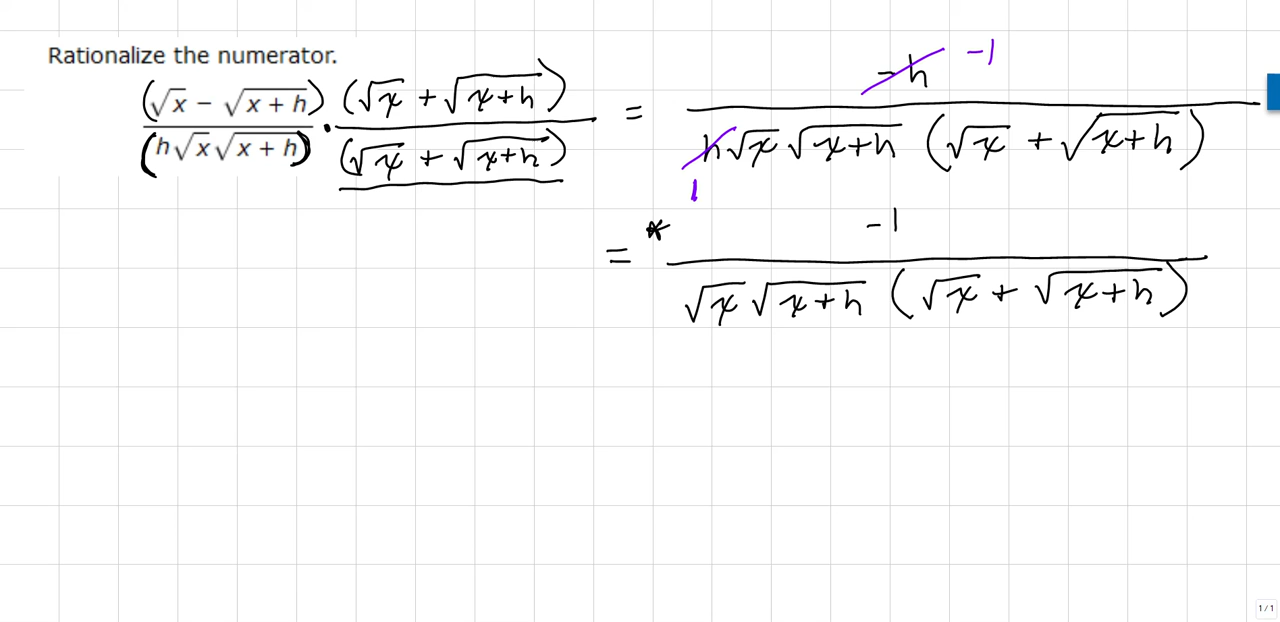 Rationalize the numerator.
(√x − √(x + h)) / (h√x√(x + h)) · (√x + √(x+h)) / (√x + √(x+h)) = −h −1 / h√x √(x+h) (√x + √(x+h))
1
= * −1 / √x √(x+h) (√x + √(x+h))
1/1